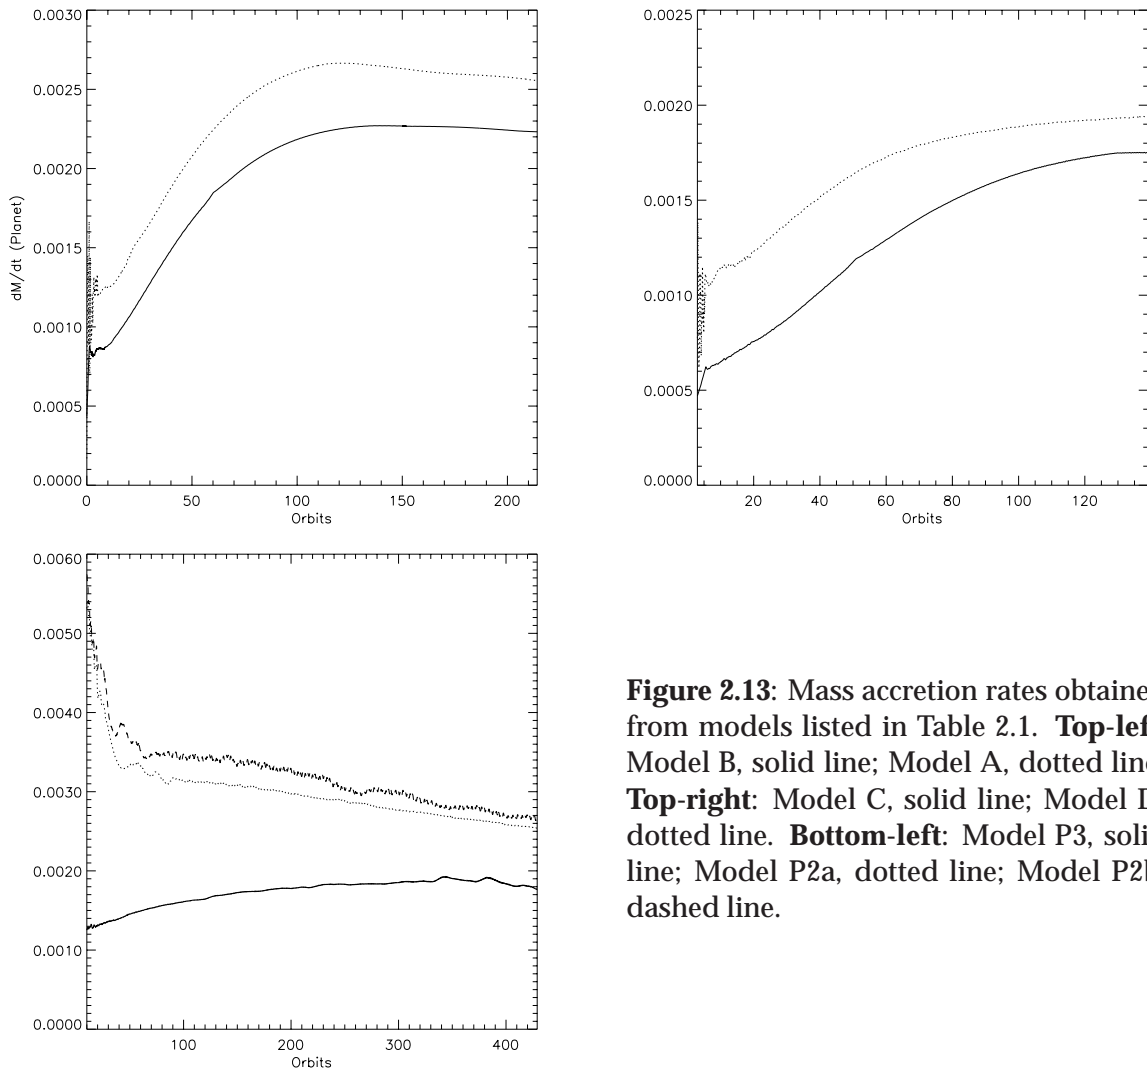 0.0030
0.0025
0.0020
0.0015
0.0010
0.0005
0.0000
dM/dt (Planet)
0 50 100 150 200
Orbits
0.0025
0.0020
0.0015
0.0010
0.0005
0.0000
20 40 60 80 100 120
Orbits
0.0060
0.0050
0.0040
0.0030
0.0020
0.0010
0.0000
100 200 300 400
Orbits
Figure 2.13: Mass accretion rates obtaine
from models listed in Table 2.1. Top-lef
Model B, solid line; Model A, dotted line
Top-right: Model C, solid line; Model D
dotted line. Bottom-left: Model P3, soli
line; Model P2a, dotted line; Model P2b
dashed line.